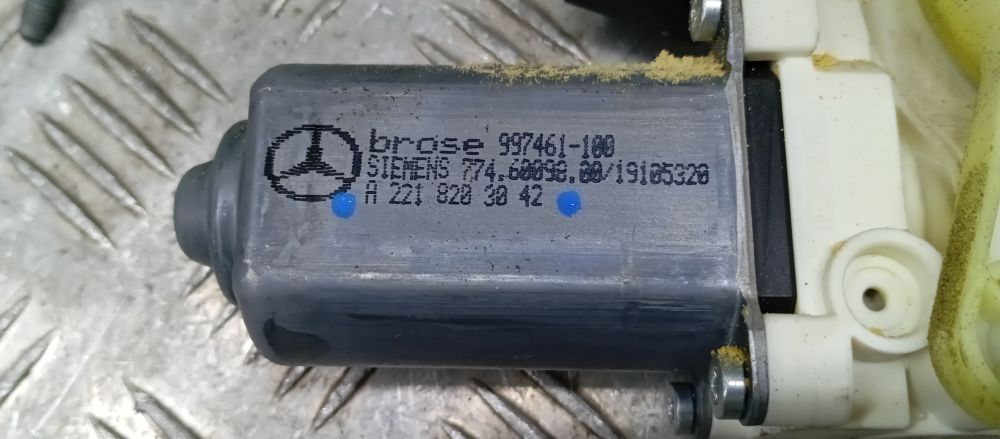 brose 997461-100
SIEMENS 774.60098.00/19105320
A 221 820 30 42